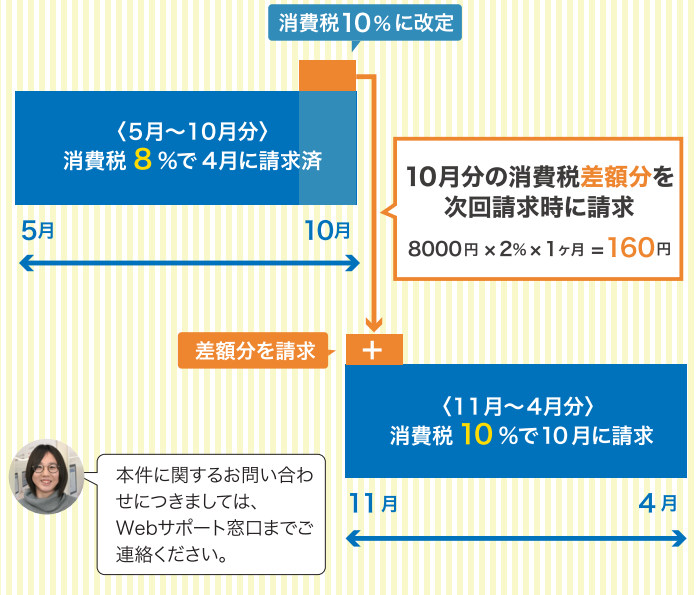 消費税10%に改定
〈5月〜10月分〉
消費税 8 %で4月に請求済
5月
10月
10月分の消費税差額分を
次回請求時に請求
8000円×2%×1ヶ月=160円
差額分を請求
＋
〈11月〜4月分〉
消費税 10 %で10月に請求
11月
4月
本件に関するお問い合わ
せにつきましては、
Webサポート窓口までご
連絡ください。